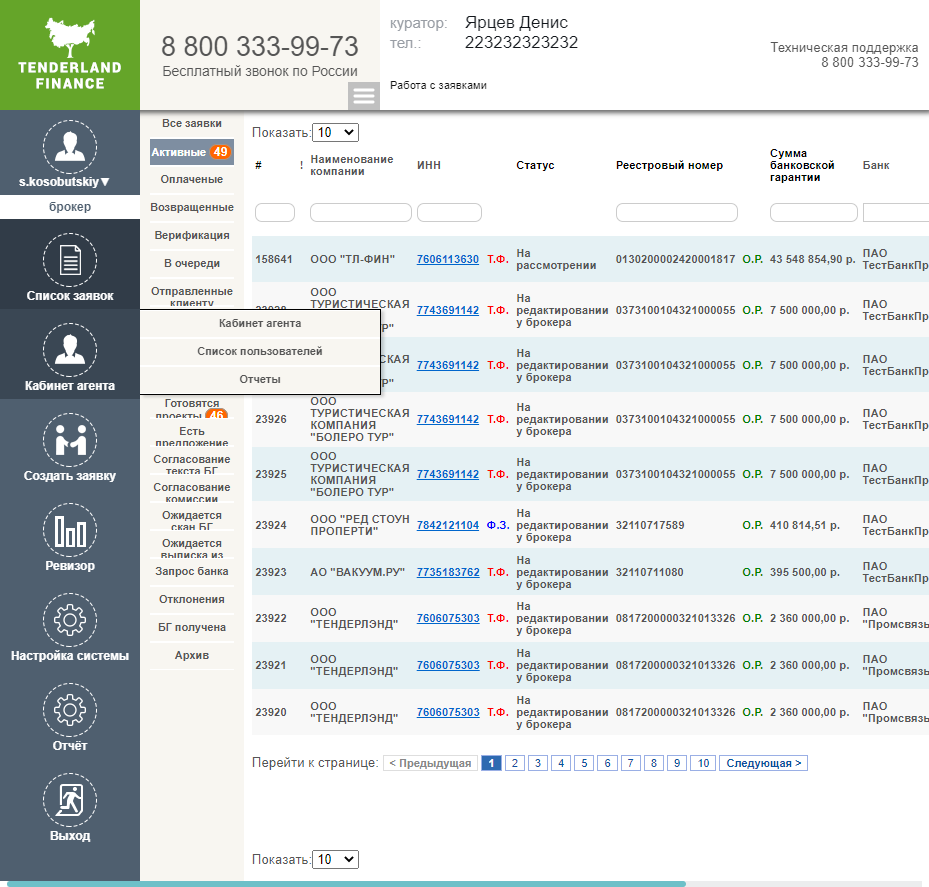 TENDERLAND
FINANCE
8 800 333-99-73
Бесплатный звонок по России
куратор: Ярцев Денис
тел.: 223232323232
Работа с заявками
Техническая поддержка
8 800 333-99-73
s.kosobutskiy▼
брокер
Список заявок
Кабинет агента
Создать заявку
Ревизор
Настройка системы
Отчёт
Выход
Все заявки
Активные 49
Оплаченые
Возвращенные
Верификация
В очереди
Отправленные
клиенту
Кабинет агента
Список пользователей
Отчеты
Готовятся
проекты 46
Есть
предложение
Согласование
текста БГ
Согласование
комиссии
Ожидается
скан БГ
Ожидается
выписка из
Запрос банка
Отклонения
БГ получена
Архив
Показать: 10
# ! Наименование
компании
ИНН
Статус
Реестровый номер
Сумма
банковской
гарантии
Банк
158641 ООО "ТЛ-ФИН" 7606113630 Т.Ф. На
рассмотрении
0130200002420001817 О.Р. 43 548 854,90 р. ПАО
ТестБанкПр
ООО
ТУРИСТИЧЕСКАЯ
УР"
7743691142 Т.Ф. На
редактировании
у брокера
0373100104321000055 О.Р. 7 500 000,00 р. ПАО
ТестБанкПр
СКАЯ
УР"
7743691142 Т.Ф. На
редактировании
у брокера
0373100104321000055 О.Р. 7 500 000,00 р. ПАО
ТестБанкПр
23926 ООО
ТУРИСТИЧЕСКАЯ
КОМПАНИЯ
"БОЛЕРО ТУР"
7743691142 Т.Ф. На
редактировании
у брокера
0373100104321000055 О.Р. 7 500 000,00 р. ПАО
ТестБанкПр
23925 ООО
ТУРИСТИЧЕСКАЯ
КОМПАНИЯ
"БОЛЕРО ТУР"
7743691142 Т.Ф. На
редактировании
у брокера
0373100104321000055 О.Р. 7 500 000,00 р. ПАО
ТестБанкПр
23924 ООО "РЕД СТОУН
ПРОПЕРТИ"
7842121104 Ф.З. На
редактировании
у брокера
32110717589 О.Р. 410 814,51 р. ПАО
ТестБанкПр
23923 АО "ВАКУУМ.РУ" 7735183762 Т.Ф. На
редактировании
у брокера
32110711080 О.Р. 395 500,00 р. ПАО
ТестБанкПр
23922 ООО
"ТЕНДЕРЛЭНД"
7606075303 Т.Ф. На
редактировании
у брокера
0817200000321013326 О.Р. 2 360 000,00 р. ПАО
"Промсвязь
23921 ООО
"ТЕНДЕРЛЭНД"
7606075303 Т.Ф. На
редактировании
у брокера
0817200000321013326 О.Р. 2 360 000,00 р. ПАО
"Промсвязь
23920 ООО
"ТЕНДЕРЛЭНД"
7606075303 Т.Ф. На
редактировании
у брокера
0817200000321013326 О.Р. 2 360 000,00 р. ПАО
"Промсвязь
Перейти к странице: < Предыдущая 1 2 3 4 5 6 7 8 9 10 Следующая >
Показать: 10